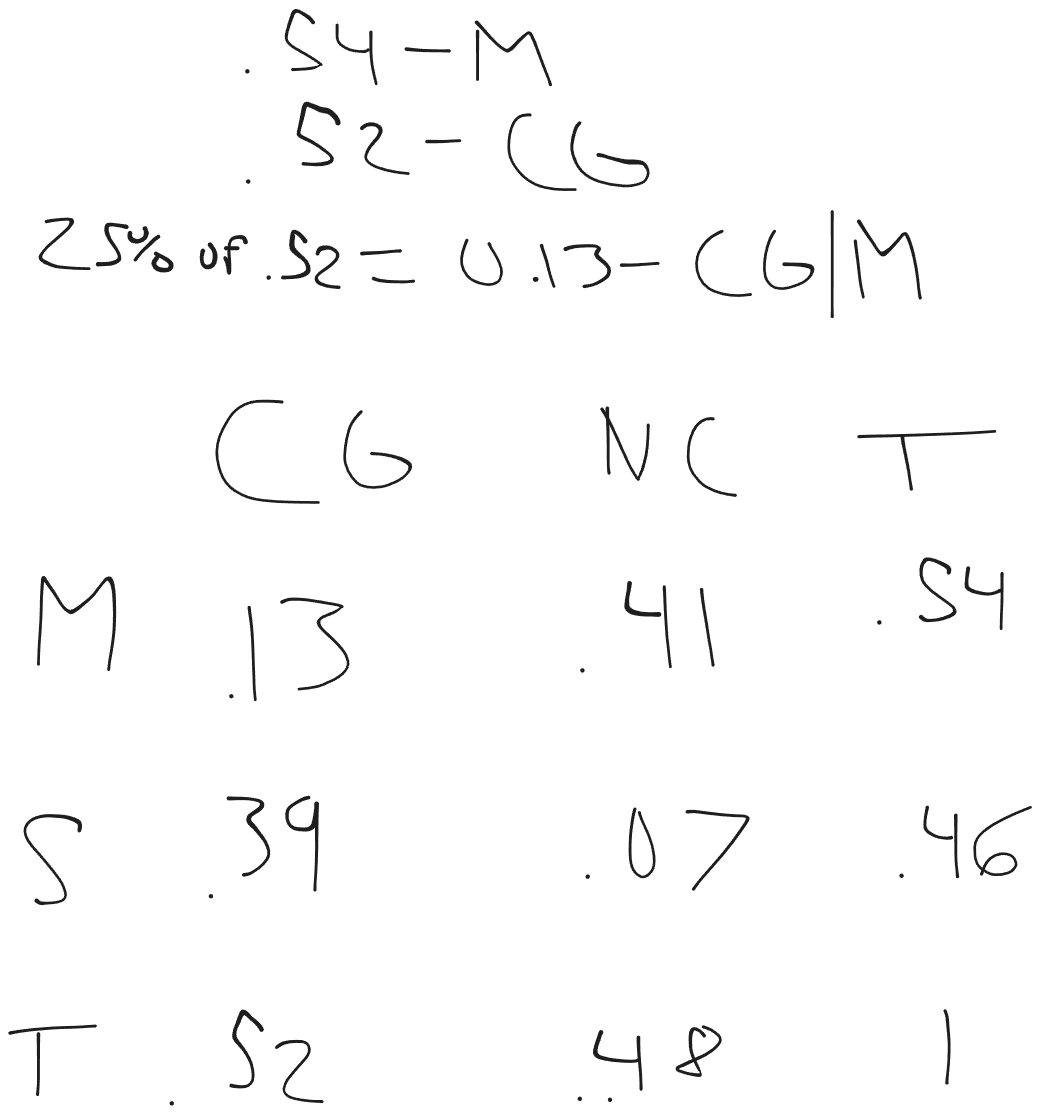 .54 - M
.52 - CG
25% of .52 = 0.13 - CG|M
CG NC T
M .13 .41 .54
S .39 .07 .46
T .52 ..48 1